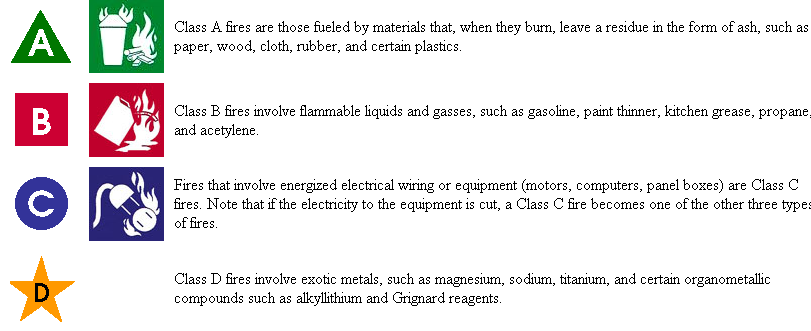 A
Class A fires are those fueled by materials that, when they burn, leave a residue in the form of ash, such as
paper, wood, cloth, rubber, and certain plastics.
B
Class B fires involve flammable liquids and gasses, such as gasoline, paint thinner, kitchen grease, propane,
and acetylene.
C
Fires that involve energized electrical wiring or equipment (motors, computers, panel boxes) are Class C
fires. Note that if the electricity to the equipment is cut, a Class C fire becomes one of the other three types
of fires.
D
Class D fires involve exotic metals, such as magnesium, sodium, titanium, and certain organometallic
compounds such as alkyllithium and Grignard reagents.